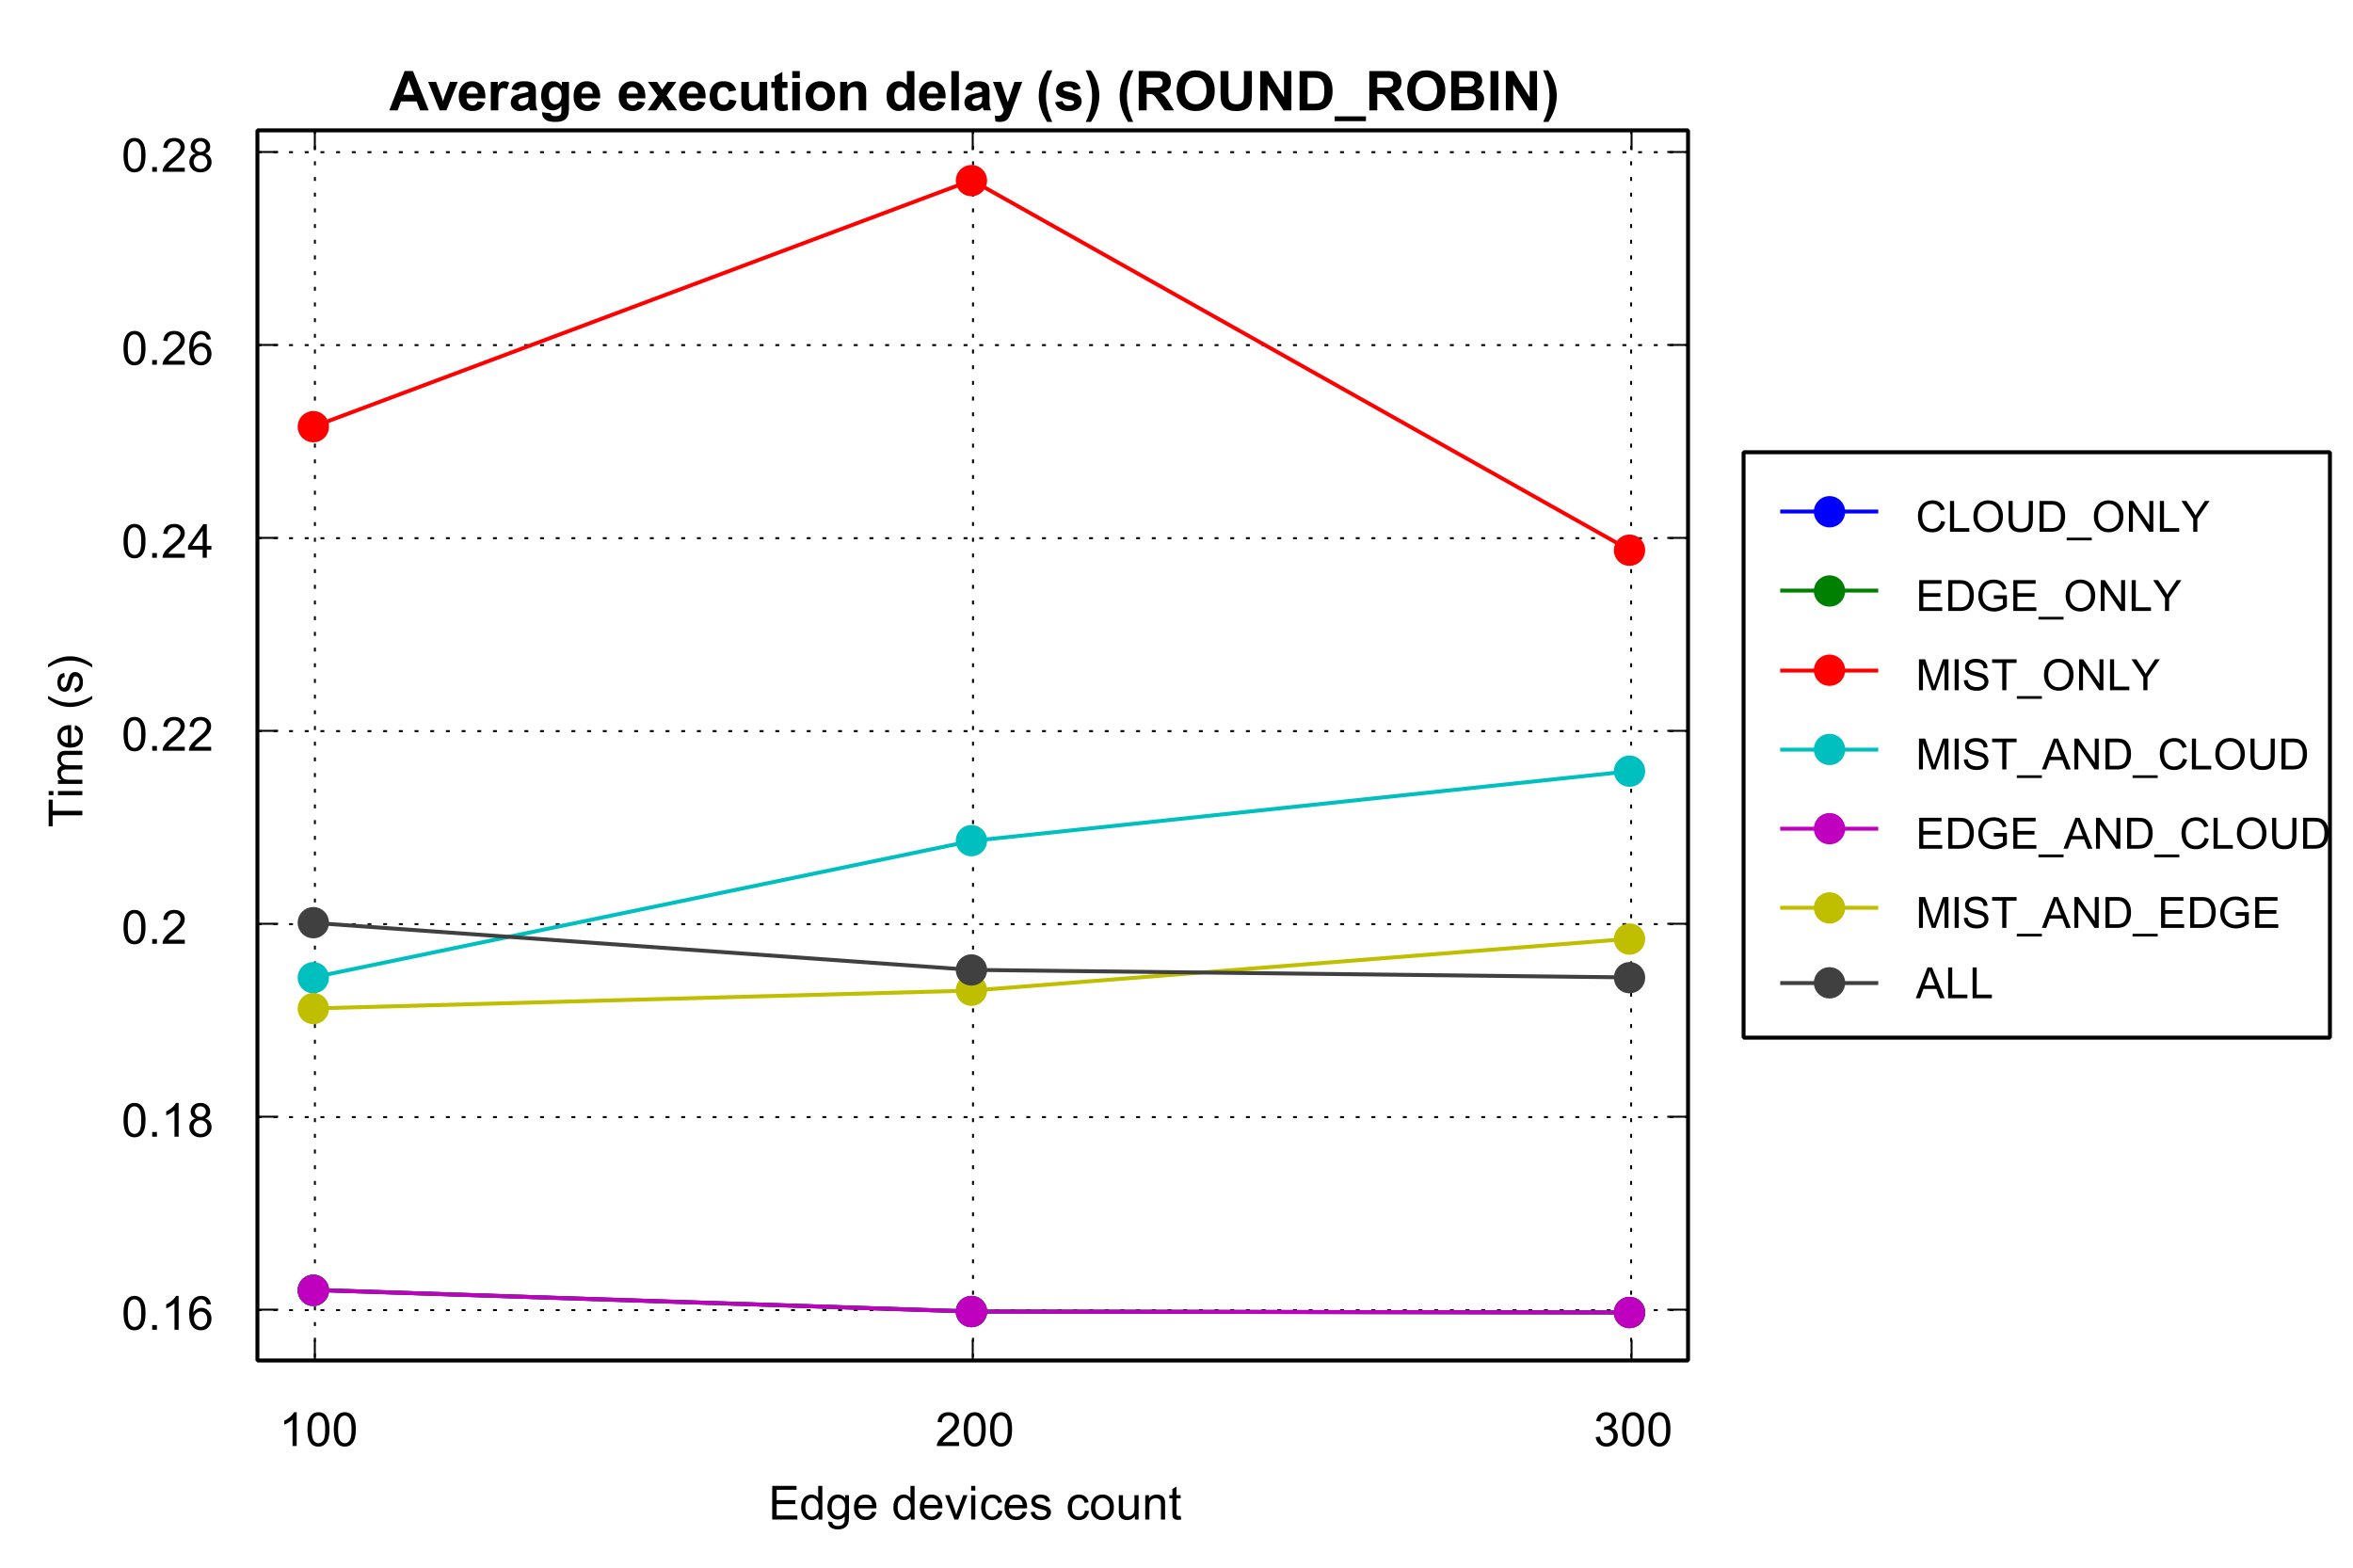 Average execution delay (s) (ROUND_ROBIN)
0.28
0.26
0.24
0.22
0.2
0.18
0.16
Time (s)
100 200 300
Edge devices count
CLOUD_ONLY
EDGE_ONLY
MIST_ONLY
MIST_AND_CLOUD
EDGE_AND_CLOUD
MIST_AND_EDGE
ALL